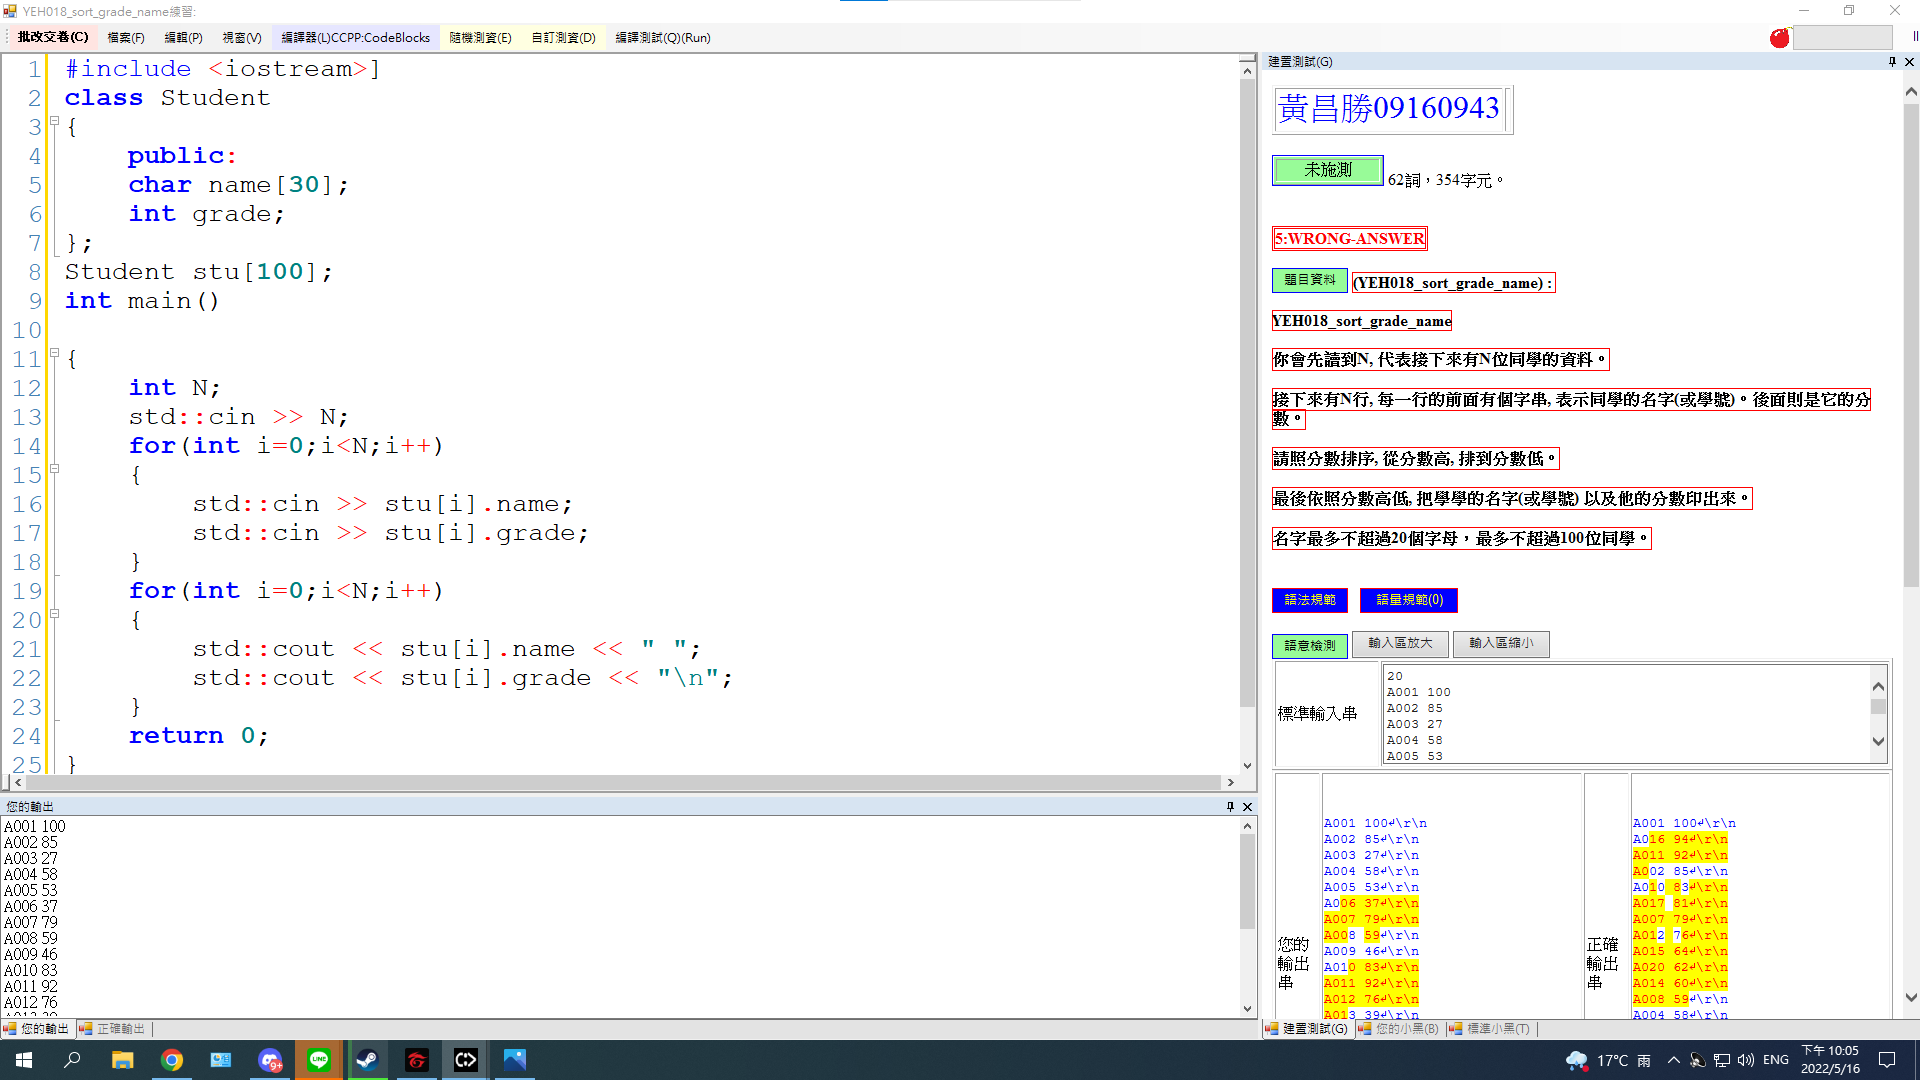 YEH018_sort_grade_name練習:
批改交卷(C) 檔案(F) 編輯(P) 視窗(V) 編譯器(L)CCPP:CodeBlocks 隨機測資(E) 自訂測資(D) 編譯測試(Q)(Run)
1 #include <iostream>]
2 class Student
3 {
4 public:
5 char name[30];
6 int grade;
7 };
8 Student stu[100];
9 int main()
10
11 {
12 int N;
13 std::cin >> N;
14 for(int i=0;i<N;i++)
15 {
16 std::cin >> stu[i].name;
17 std::cin >> stu[i].grade;
18 }
19 for(int i=0;i<N;i++)
20 {
21 std::cout << stu[i].name << " ";
22 std::cout << stu[i].grade << "\n";
23 }
24 return 0;
25 }
您的輸出
A001 100
A002 85
A003 27
A004 58
A005 53
A006 37
A007 79
A008 59
A009 46
A010 83
A011 92
A012 76
A013 39
您的輸出 正確輸出
建置測試(G)
黃昌勝09160943
未施測 62詞，354字元。
5:WRONG-ANSWER
題目資料 (YEH018_sort_grade_name) :
YEH018_sort_grade_name
你會先讀到N, 代表接下來有N位同學的資料。
接下來有N行, 每一行的前面有個字串, 表示同學的名字(或學號)。後面則是它的分
數。
請照分數排序, 從分數高, 排到分數低。
最後依照分數高低, 把學學的名字(或學號) 以及他的分數印出來。
名字最多不超過20個字母，最多不超過100位同學。
語法規範 語量規範(0)
語意檢測 輸入區放大 輸入區縮小
標準輸入串
20
A001 100
A002 85
A003 27
A004 58
A005 53
您的
輸出
串
A001 100↵\r\n
A002 85↵\r\n
A003 27↵\r\n
A004 58↵\r\n
A005 53↵\r\n
A006 37↵\r\n
A007 79↵\r\n
A008 59↵\r\n
A009 46↵\r\n
A010 83↵\r\n
A011 92↵\r\n
A012 76↵\r\n
A013 39↵\r\n
正確
輸出
串
A001 100↵\r\n
A016 94↵\r\n
A011 92↵\r\n
A002 85↵\r\n
A010 83↵\r\n
A017 81↵\r\n
A007 79↵\r\n
A012 76↵\r\n
A015 64↵\r\n
A020 62↵\r\n
A014 60↵\r\n
A008 59↵\r\n
A004 58↵\r\n
建置測試(G) 您的小黑(B) 標準小黑(T)
9+ LINE 17°C 雨 ENG 下午 10:05
2022/5/16